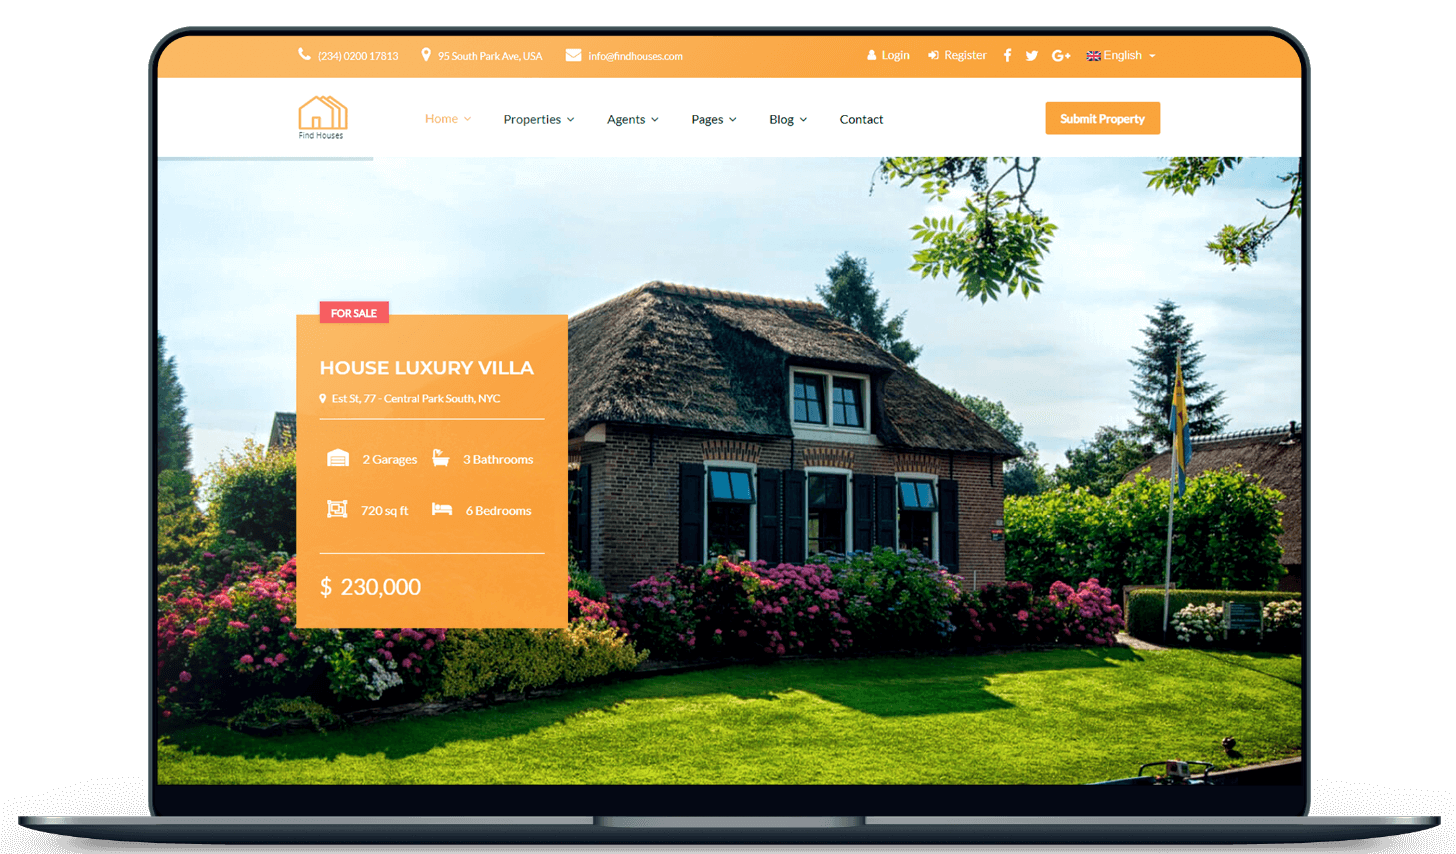 (234) 0200 17813 95 South Park Ave, USA info@findhouses.com Login Register English
Find Houses
Home Properties Agents Pages Blog Contact Submit Property
FOR SALE
HOUSE LUXURY VILLA
Est St, 77 - Central Park South, NYC
2 Garages 3 Bathrooms
720 sq ft 6 Bedrooms
$ 230,000